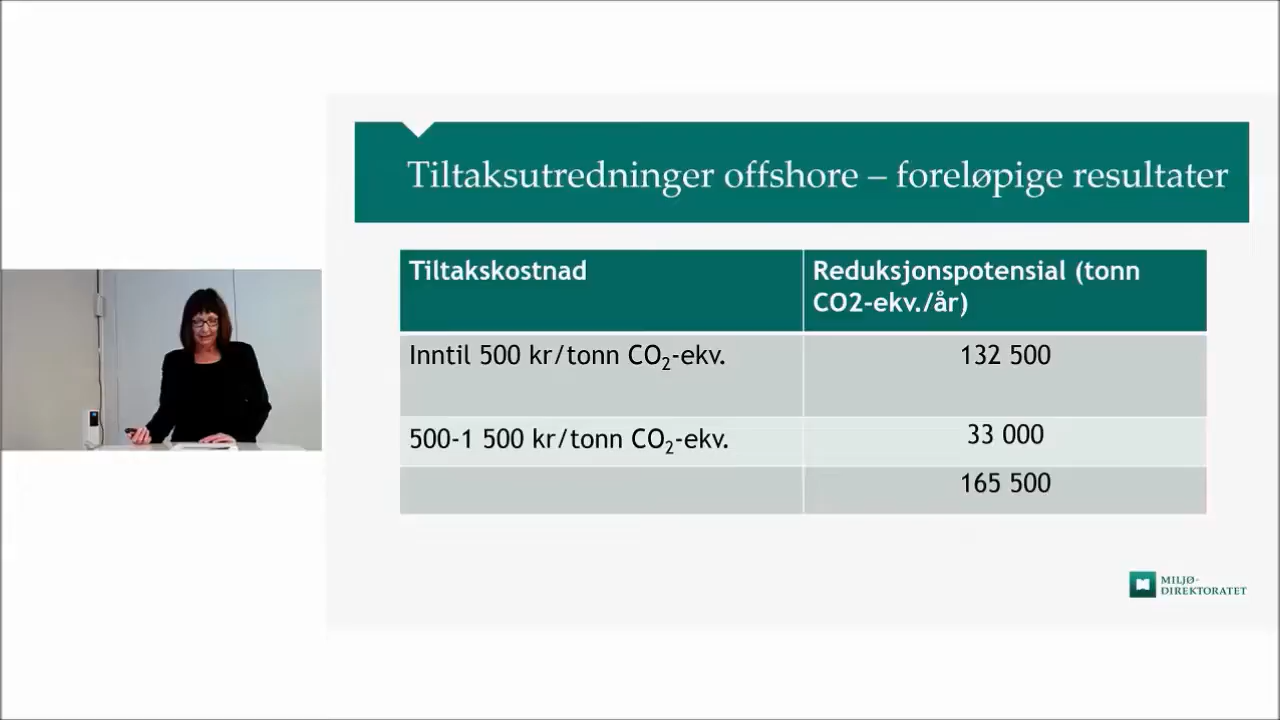 Tiltaksutredninger offshore – foreløpige resultater
Tiltakskostnad
Reduksjonspotensial (tonn
CO2-ekv./år)
Inntil 500 kr/tonn CO₂-ekv.
132 500
500-1 500 kr/tonn CO₂-ekv.
33 000
165 500
MILJØ-
DIREKTORATET